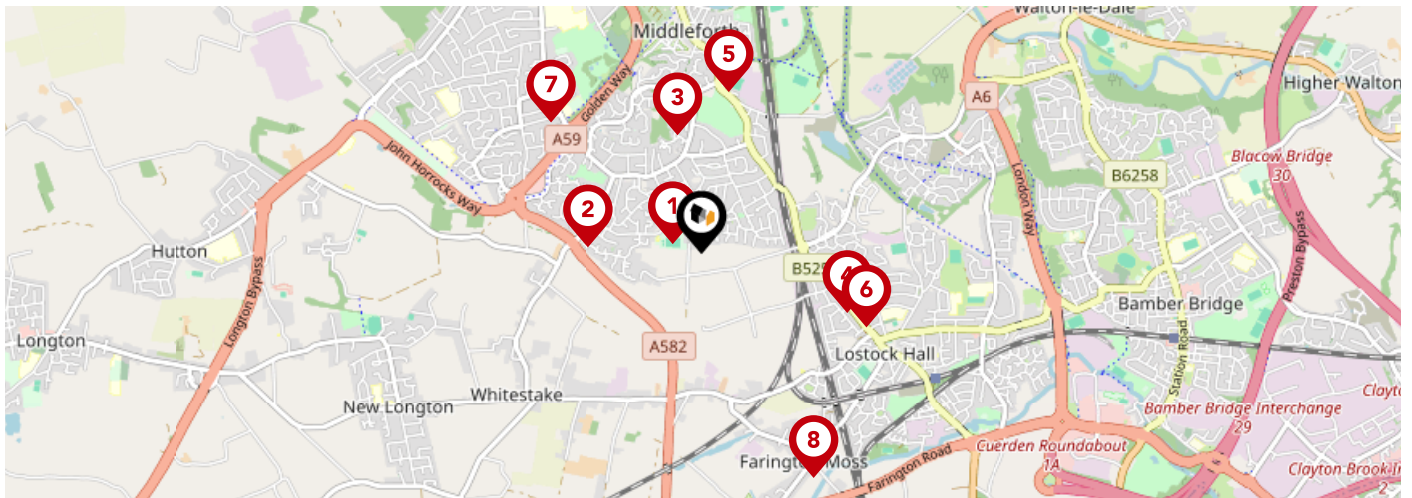 Walton-le-Dale
Middleforth
5
7
Golden Way
3
A6
Higher Walton
A59
John Horrocks Way
Blacow Bridge
30
B6258
London Way
2
1
Hutton
Preston Bypass
Longton Bypass
4
6
Bamber Bridge
Longton
A582
Lostock Hall
Station Road
Whitestake
New Longton
Bamber Bridge Interchange
29
8
Farington Moss
Farington Road
Cuerden Roundabout
1A
Clayton Brook
2